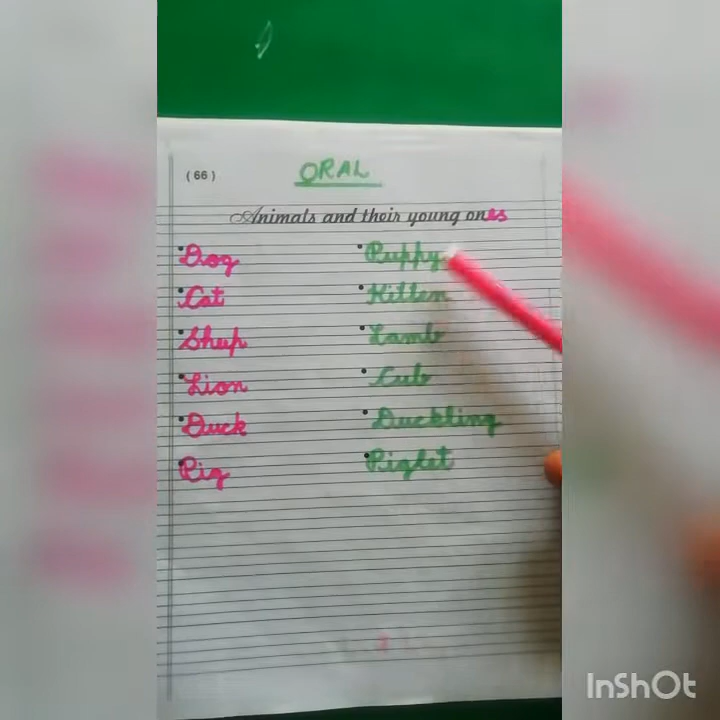 (66)
ORAL
Animals and their young ones
Dog Puppy
Cat Kitten
Sheep Lamb
Lion Cub
Duck Duckling
Pig Piglet
InShOt